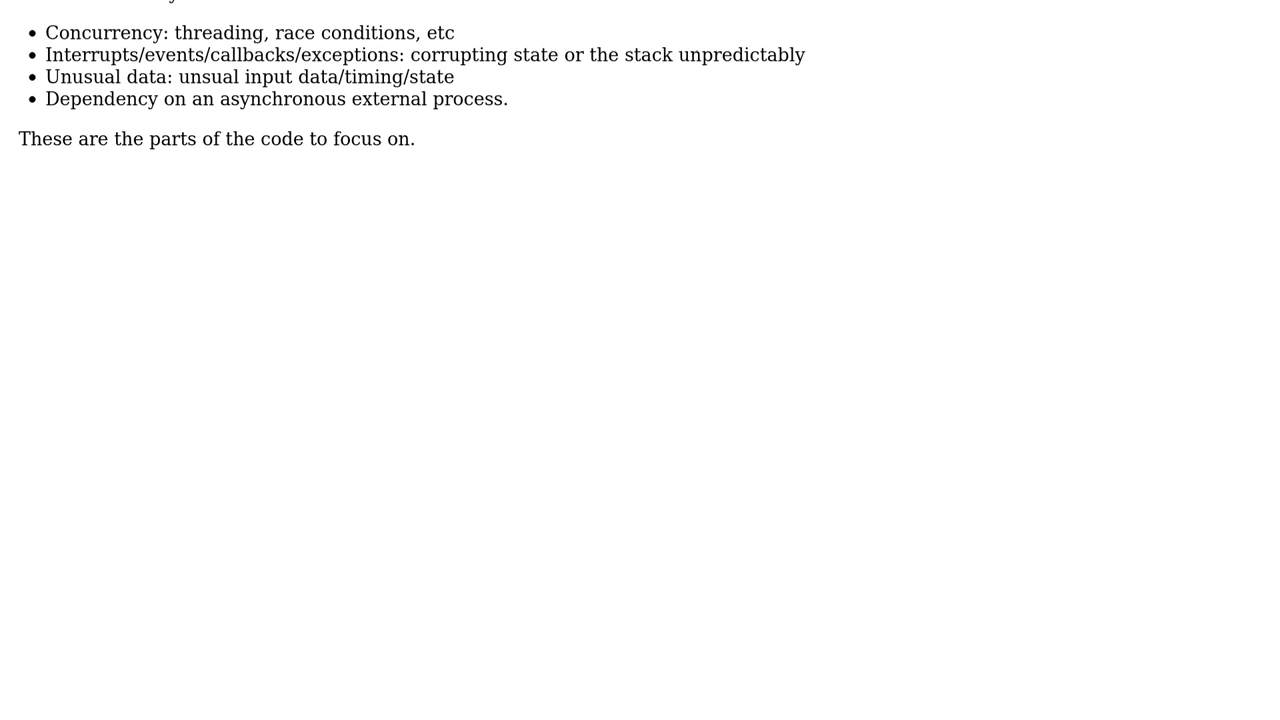 Concurrency: threading, race conditions, etc
Interrupts/events/callbacks/exceptions: corrupting state or the stack unpredictably
Unusual data: unsual input data/timing/state
Dependency on an asynchronous external process.
These are the parts of the code to focus on.